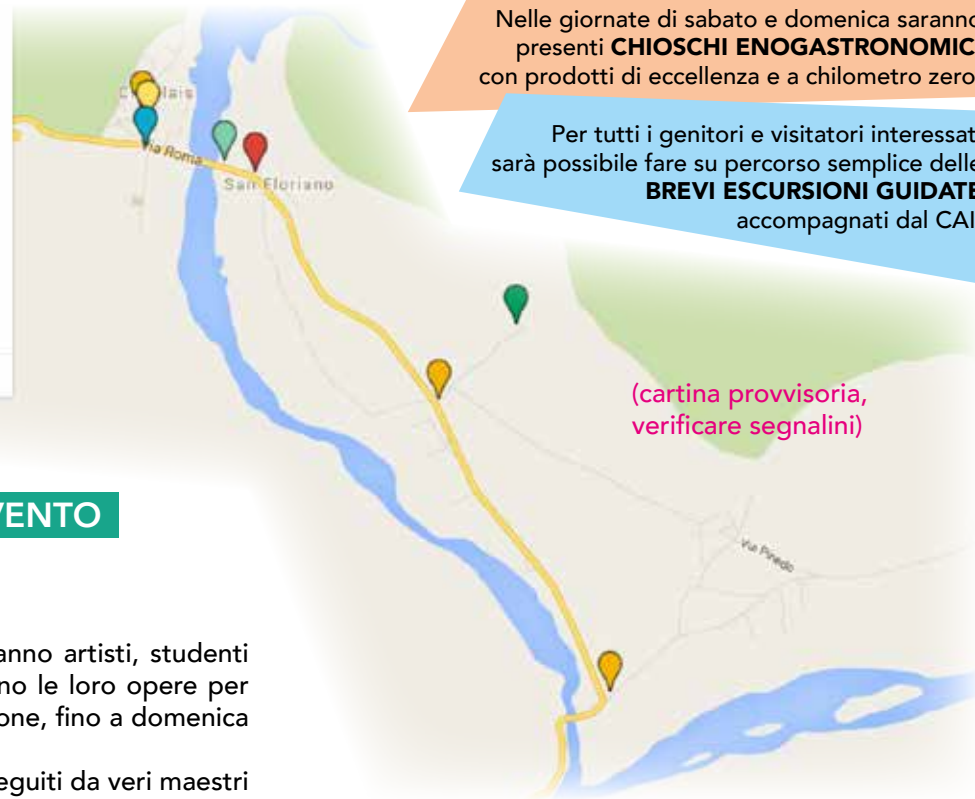 Nelle giornate di sabato e domenica saranno
presenti CHIOSCHI ENOGASTRONOMIC
con prodotti di eccellenza e a chilometro zero
Per tutti i genitori e visitatori interessat
sarà possibile fare su percorso semplice delle
BREVI ESCURSIONI GUIDATE
accompagnati dal CAI
lais
Via Roma
San Floriano
(cartina provvisoria,
verificare segnalini)
VENTO
Via Pinedo
anno artisti, studenti
no le loro opere per
one, fino a domenica
eguiti da veri maestri